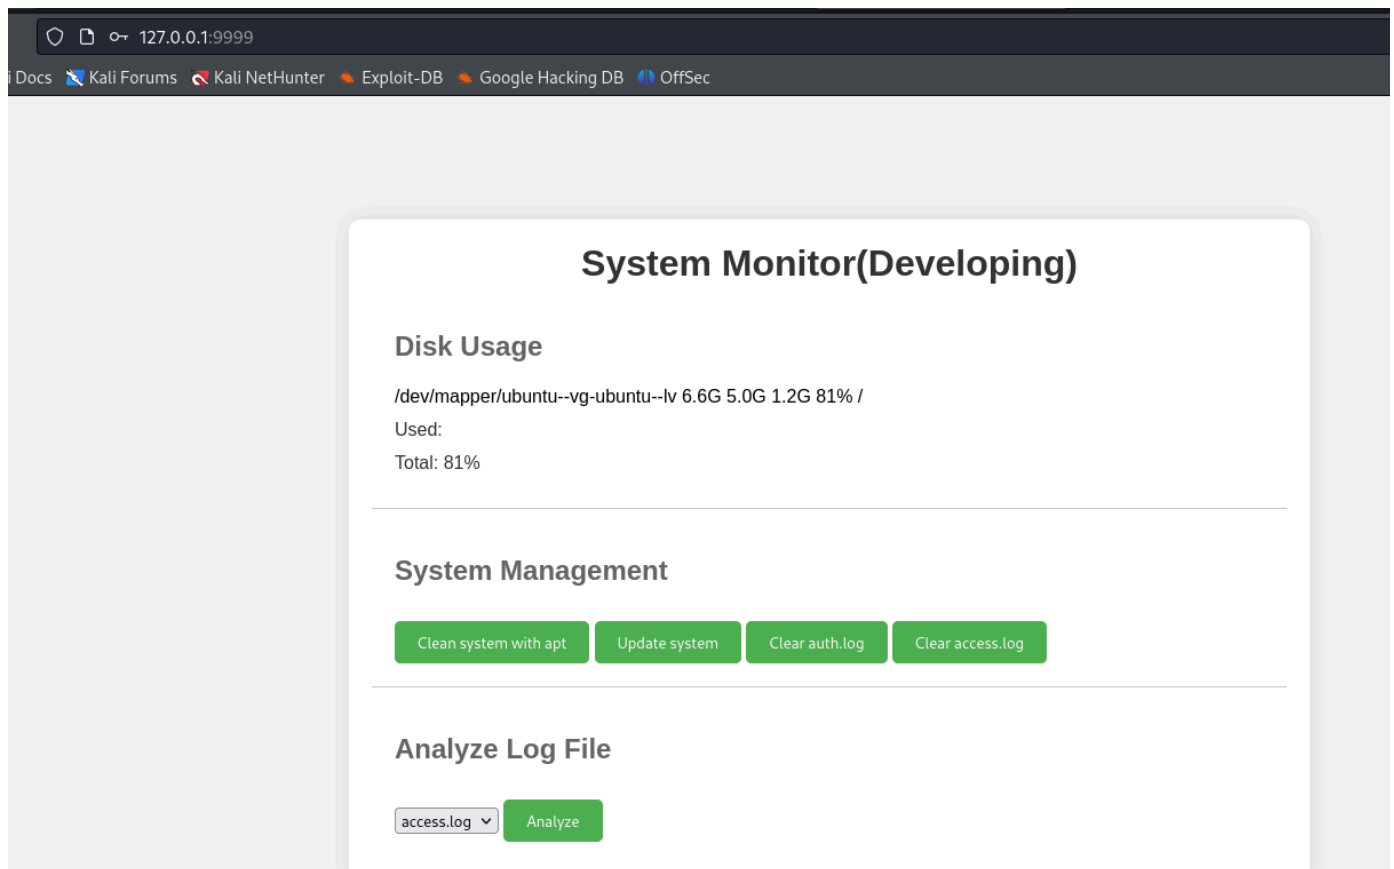 127.0.0.1:9999
i Docs Kali Forums Kali NetHunter Exploit-DB Google Hacking DB OffSec
System Monitor(Developing)
Disk Usage
/dev/mapper/ubuntu--vg-ubuntu--lv 6.6G 5.0G 1.2G 81% /
Used:
Total: 81%
System Management
Clean system with apt Update system Clear auth.log Clear access.log
Analyze Log File
access.log Analyze